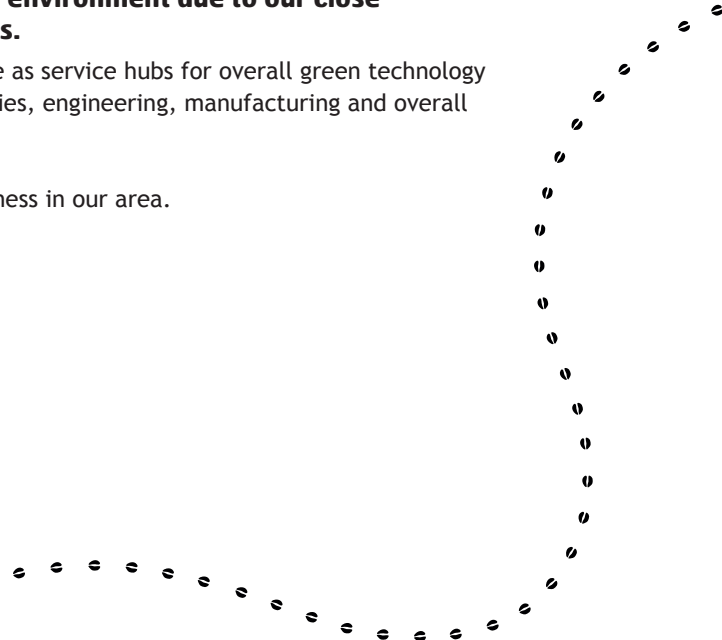 environment due to our close
s.
e as service hubs for overall green technology
ies, engineering, manufacturing and overall
ness in our area.